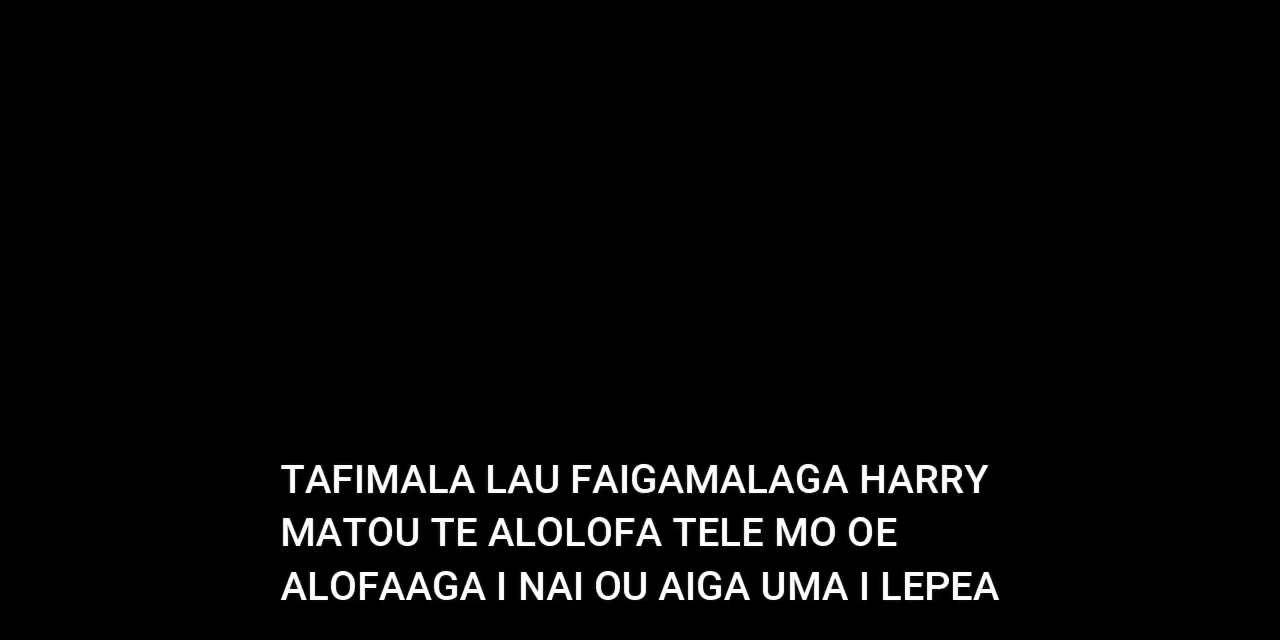 TAFIMALA LAU FAIGAMALAGA HARRY
MATOU TE ALOLOFA TELE MO OE
ALOFAAGA I NAI OU AIGA UMA I LEPEA